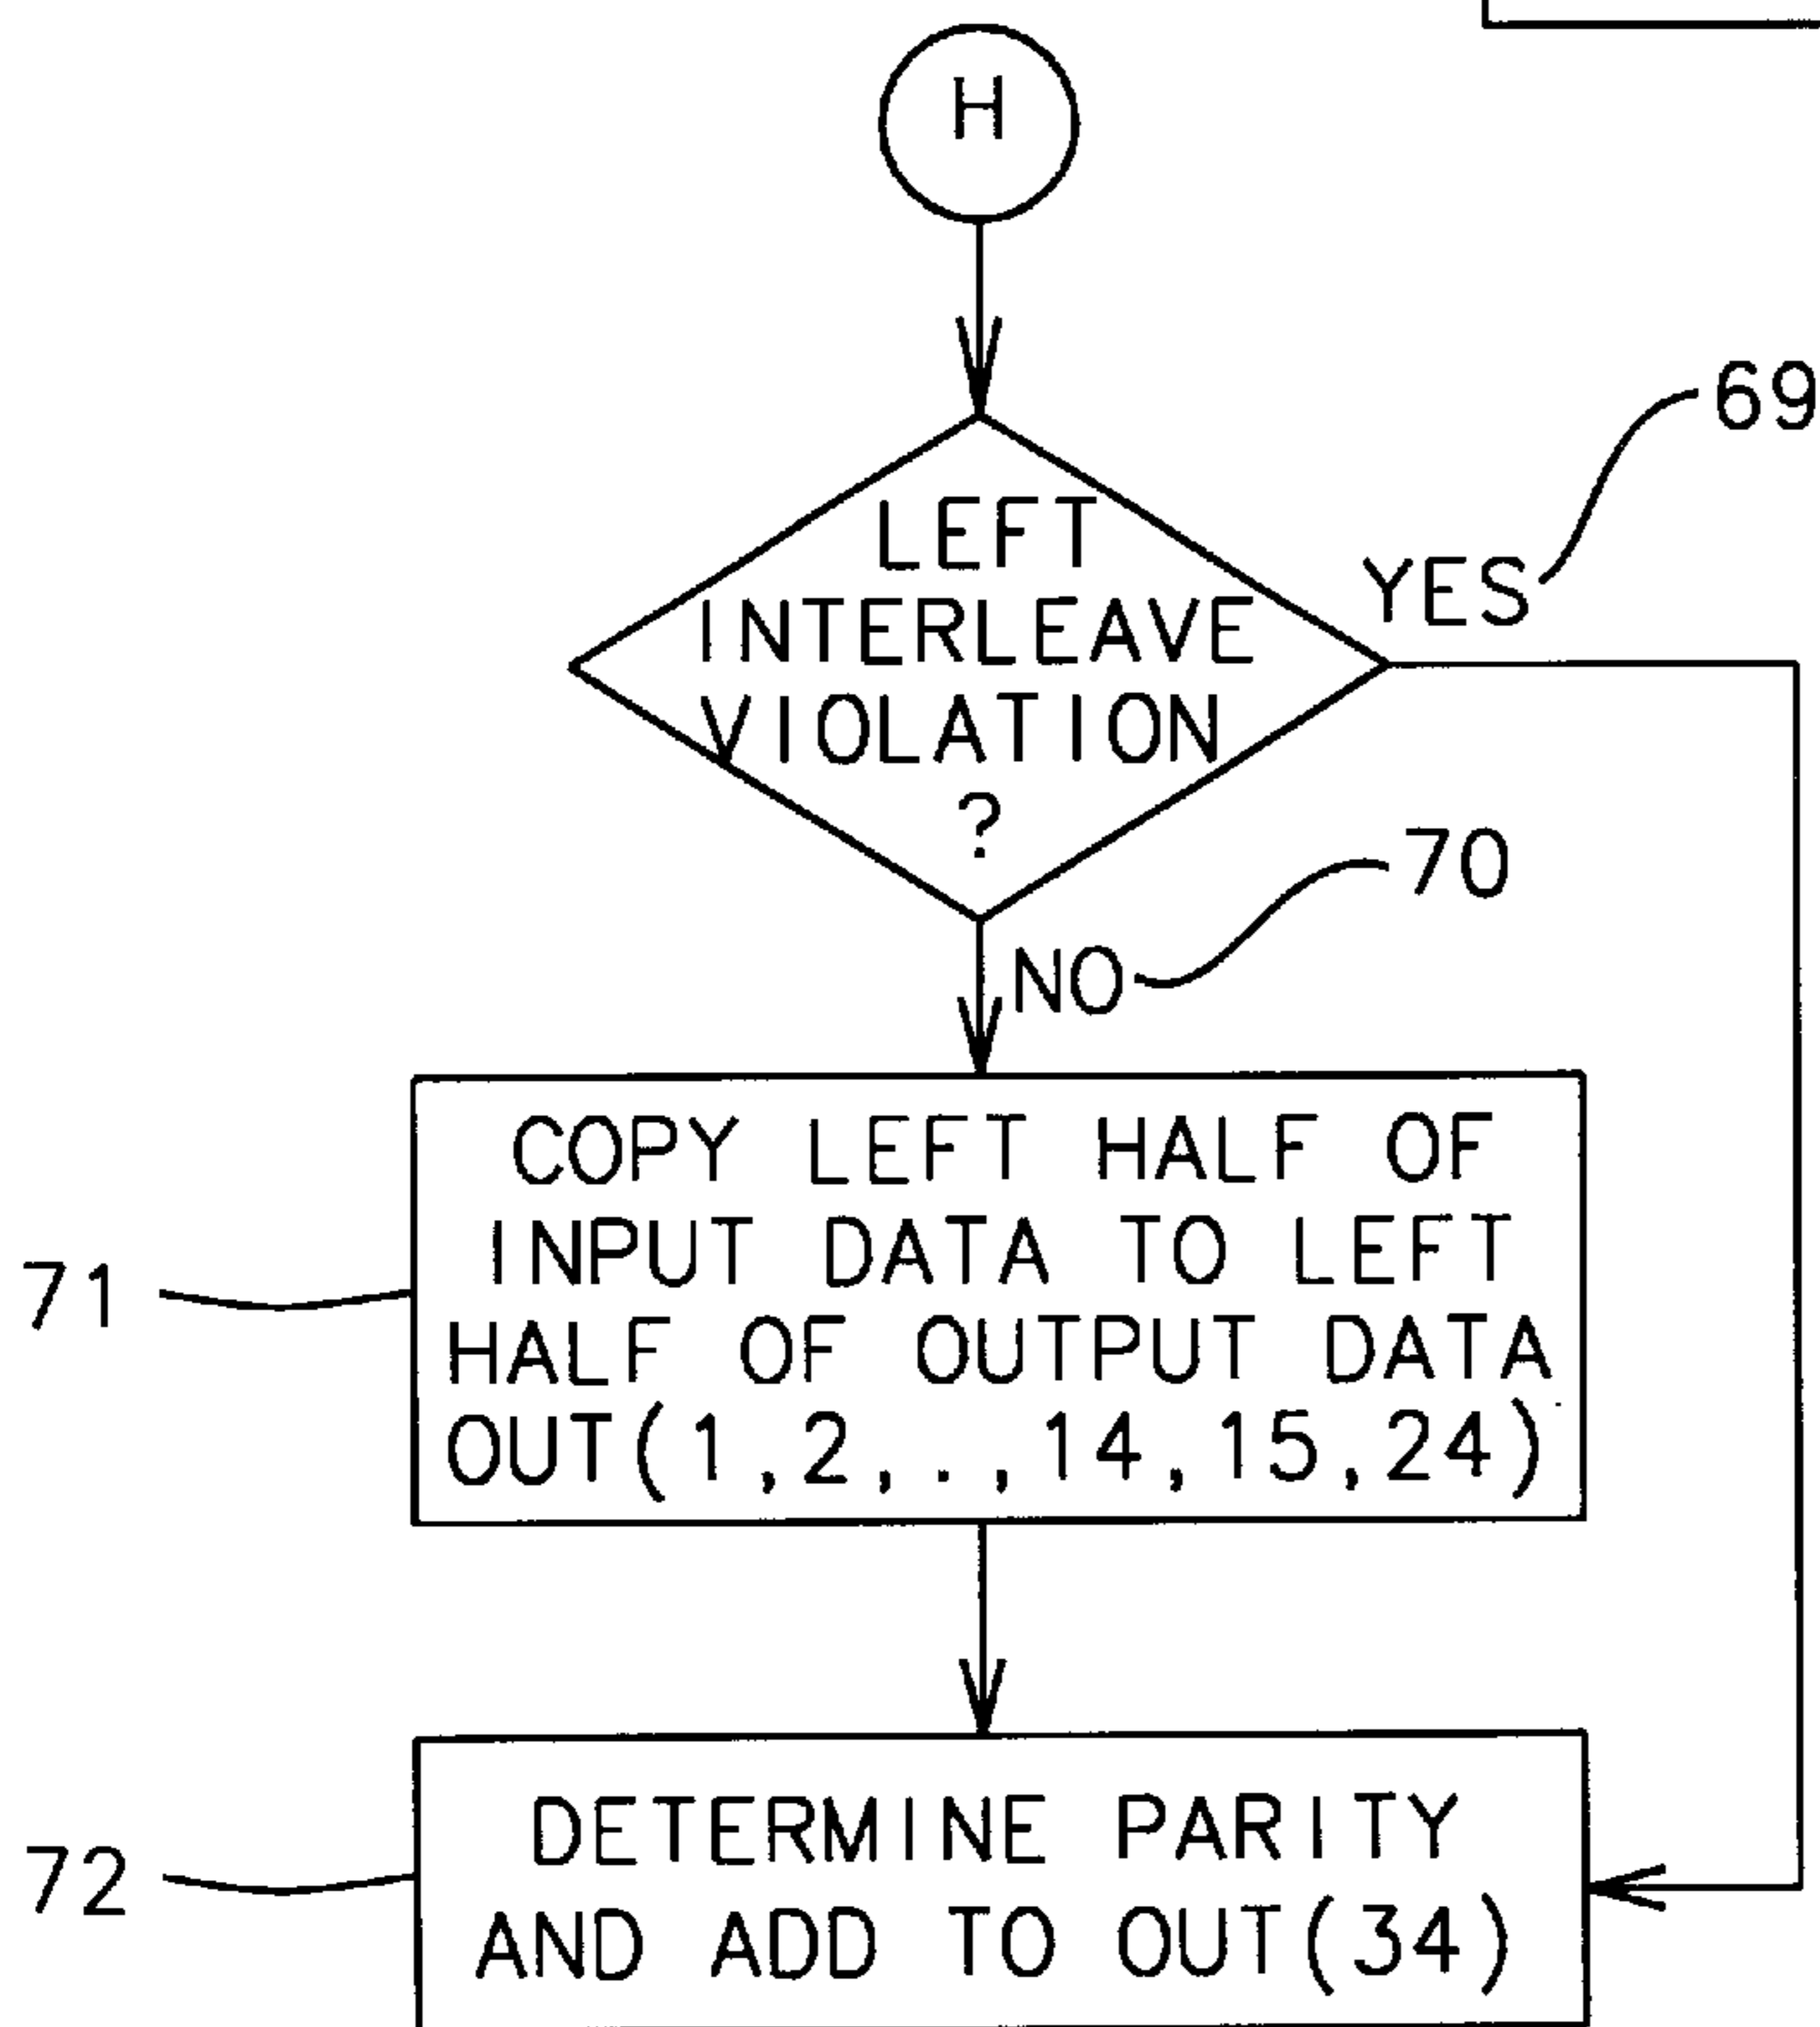 H
69
LEFT
INTERLEAVE
VIOLATION
?
YES
70
NO
COPY LEFT HALF OF
INPUT DATA TO LEFT
HALF OF OUTPUT DATA
OUT(1,2,.,14,15,24)
71
DETERMINE PARITY
AND ADD TO OUT(34)
72